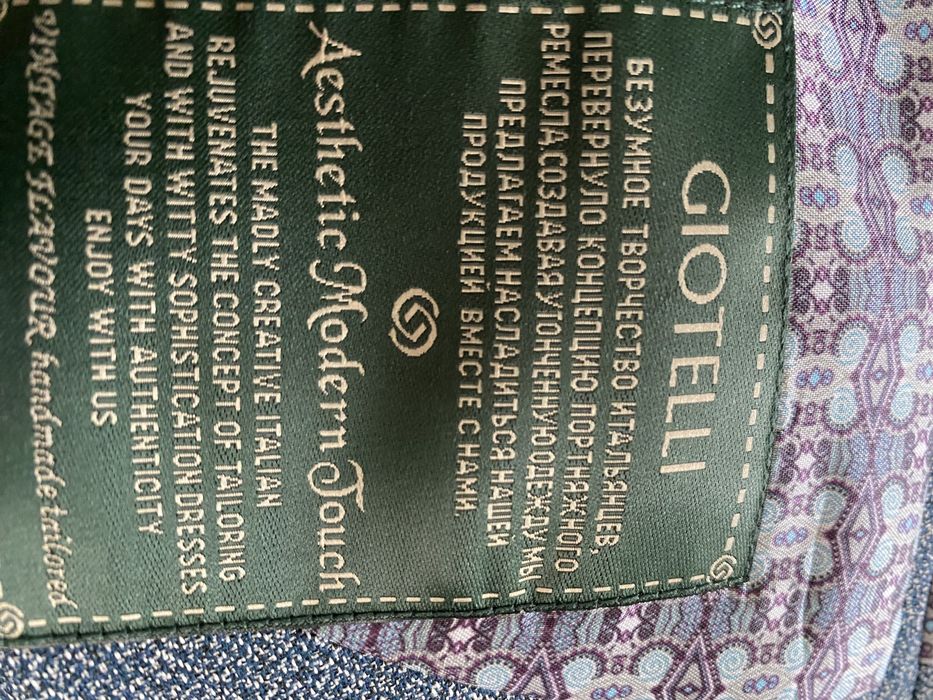 GIOTELLI
БЕЗУМНОЕ ТВОРЧЕСТВО ИТАЛЬЯНЦЕВ,
ПЕРЕВЕРНУЛО КОНЦЕПЦИЮ ПОРТНЯЖНОГО
РЕМЕСЛА, СОЗДАВАЯ УТОНЧЕННУЮ ОДЕЖДУ МЫ
ПРЕДЛАГАЕМ НАСЛАДИТЬСЯ НАШЕЙ
ПРОДУКЦИЕЙ ВМЕСТЕ С НАМИ
Aesthetic Modern Touch
THE MADLY CREATIVE ITALIAN
REJUVENATES THE CONCEPT OF TAILORING
AND WITH WITTY SOPHISTICATION DRESSES
YOUR DAYS WITH AUTHENTICITY
ENJOY WITH US
VINTAGE FLAVOUR handmade tailored